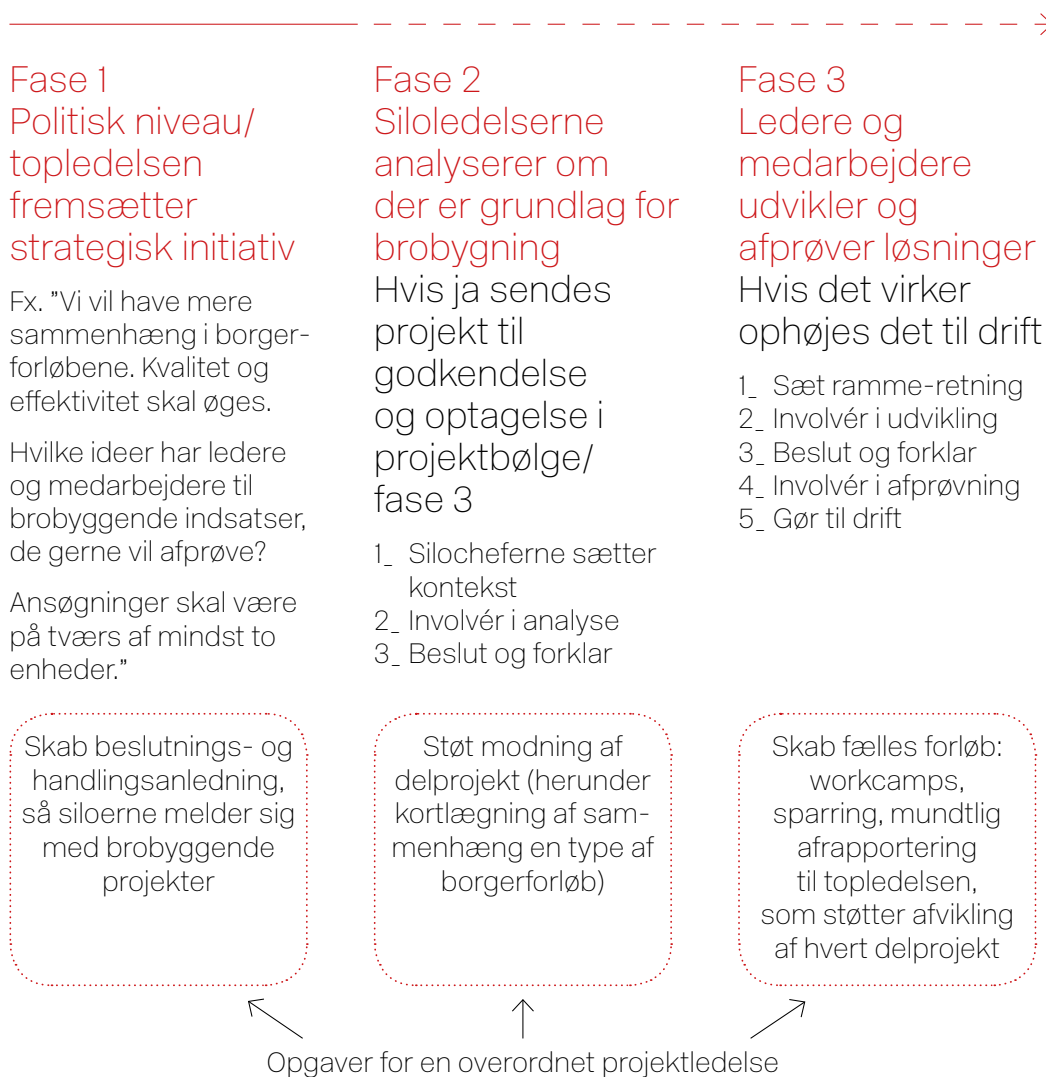 Fase 1
Politisk niveau/
topledelsen
fremsætter
strategisk initiativ
Fx. ”Vi vil have mere
sammenhæng i borger-
forløbene. Kvalitet og
effektivitet skal øges.
Hvilke ideer har ledere
og medarbejdere til
brobyggende indsatser,
de gerne vil afprøve?
Ansøgninger skal være
på tværs af mindst to
enheder.”
Skab beslutnings- og
handlingsanledning,
så siloerne melder sig
med brobyggende
projekter
Fase 2
Siloledelserne
analyserer om
der er grundlag for
brobygning
Hvis ja sendes
projekt til
godkendelse
og optagelse i
projektbølge/
fase 3
1_ Silocheferne sætter
kontekst
2_ Involvér i analyse
3_ Beslut og forklar
Støt modning af
delprojekt (herunder
kortlægning af sam-
menhæng en type af
borgerforløb)
Fase 3
Ledere og
medarbejdere
udvikler og
afprøver løsninger
Hvis det virker
ophøjes det til drift
1_ Sæt ramme-retning
2_ Involvér i udvikling
3_ Beslut og forklar
4_ Involvér i afprøvning
5_ Gør til drift
Skab fælles forløb:
workcamps,
sparring, mundtlig
afrapportering
til topledelsen,
som støtter afvikling
af hvert delprojekt
Opgaver for en overordnet projektledelse